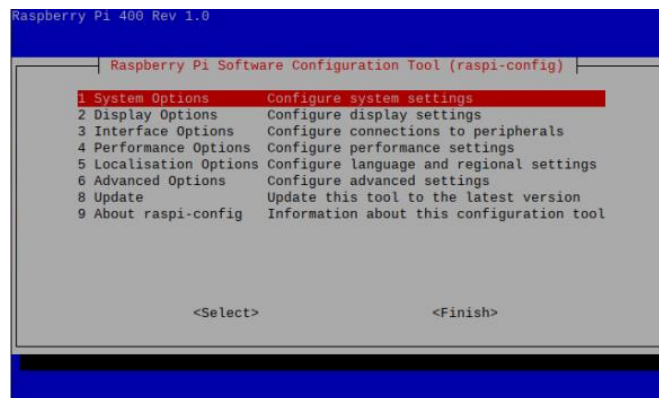 Raspberry Pi 400 Rev 1.0
Raspberry Pi Software Configuration Tool (raspi-config)
1 System Options Configure system settings
2 Display Options Configure display settings
3 Interface Options Configure connections to peripherals
4 Performance Options Configure performance settings
5 Localisation Options Configure language and regional settings
6 Advanced Options Configure advanced settings
8 Update Update this tool to the latest version
9 About raspi-config Information about this configuration tool
<Select> <Finish>